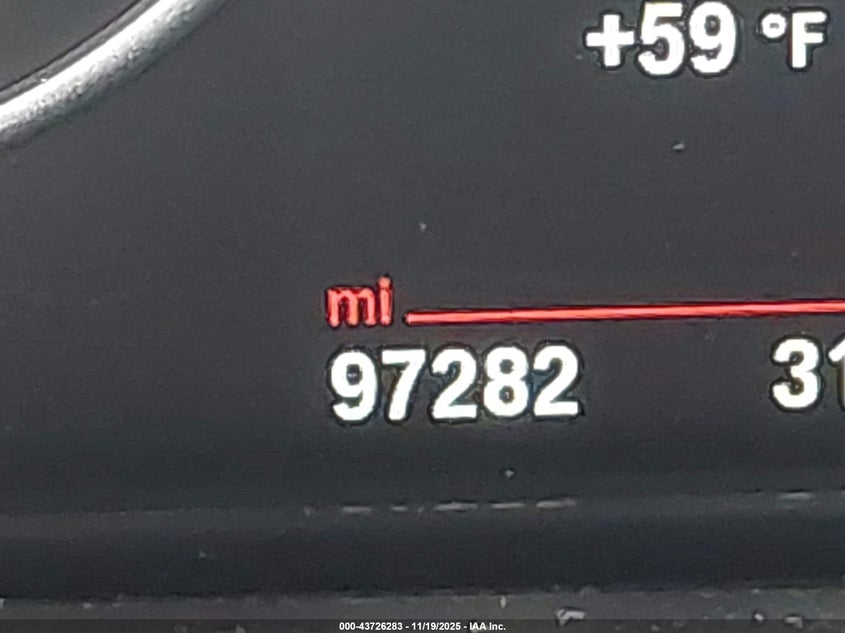 +59 °F
mi
97282 31
000-43726283 - 11/19/2025 - IAA Inc.